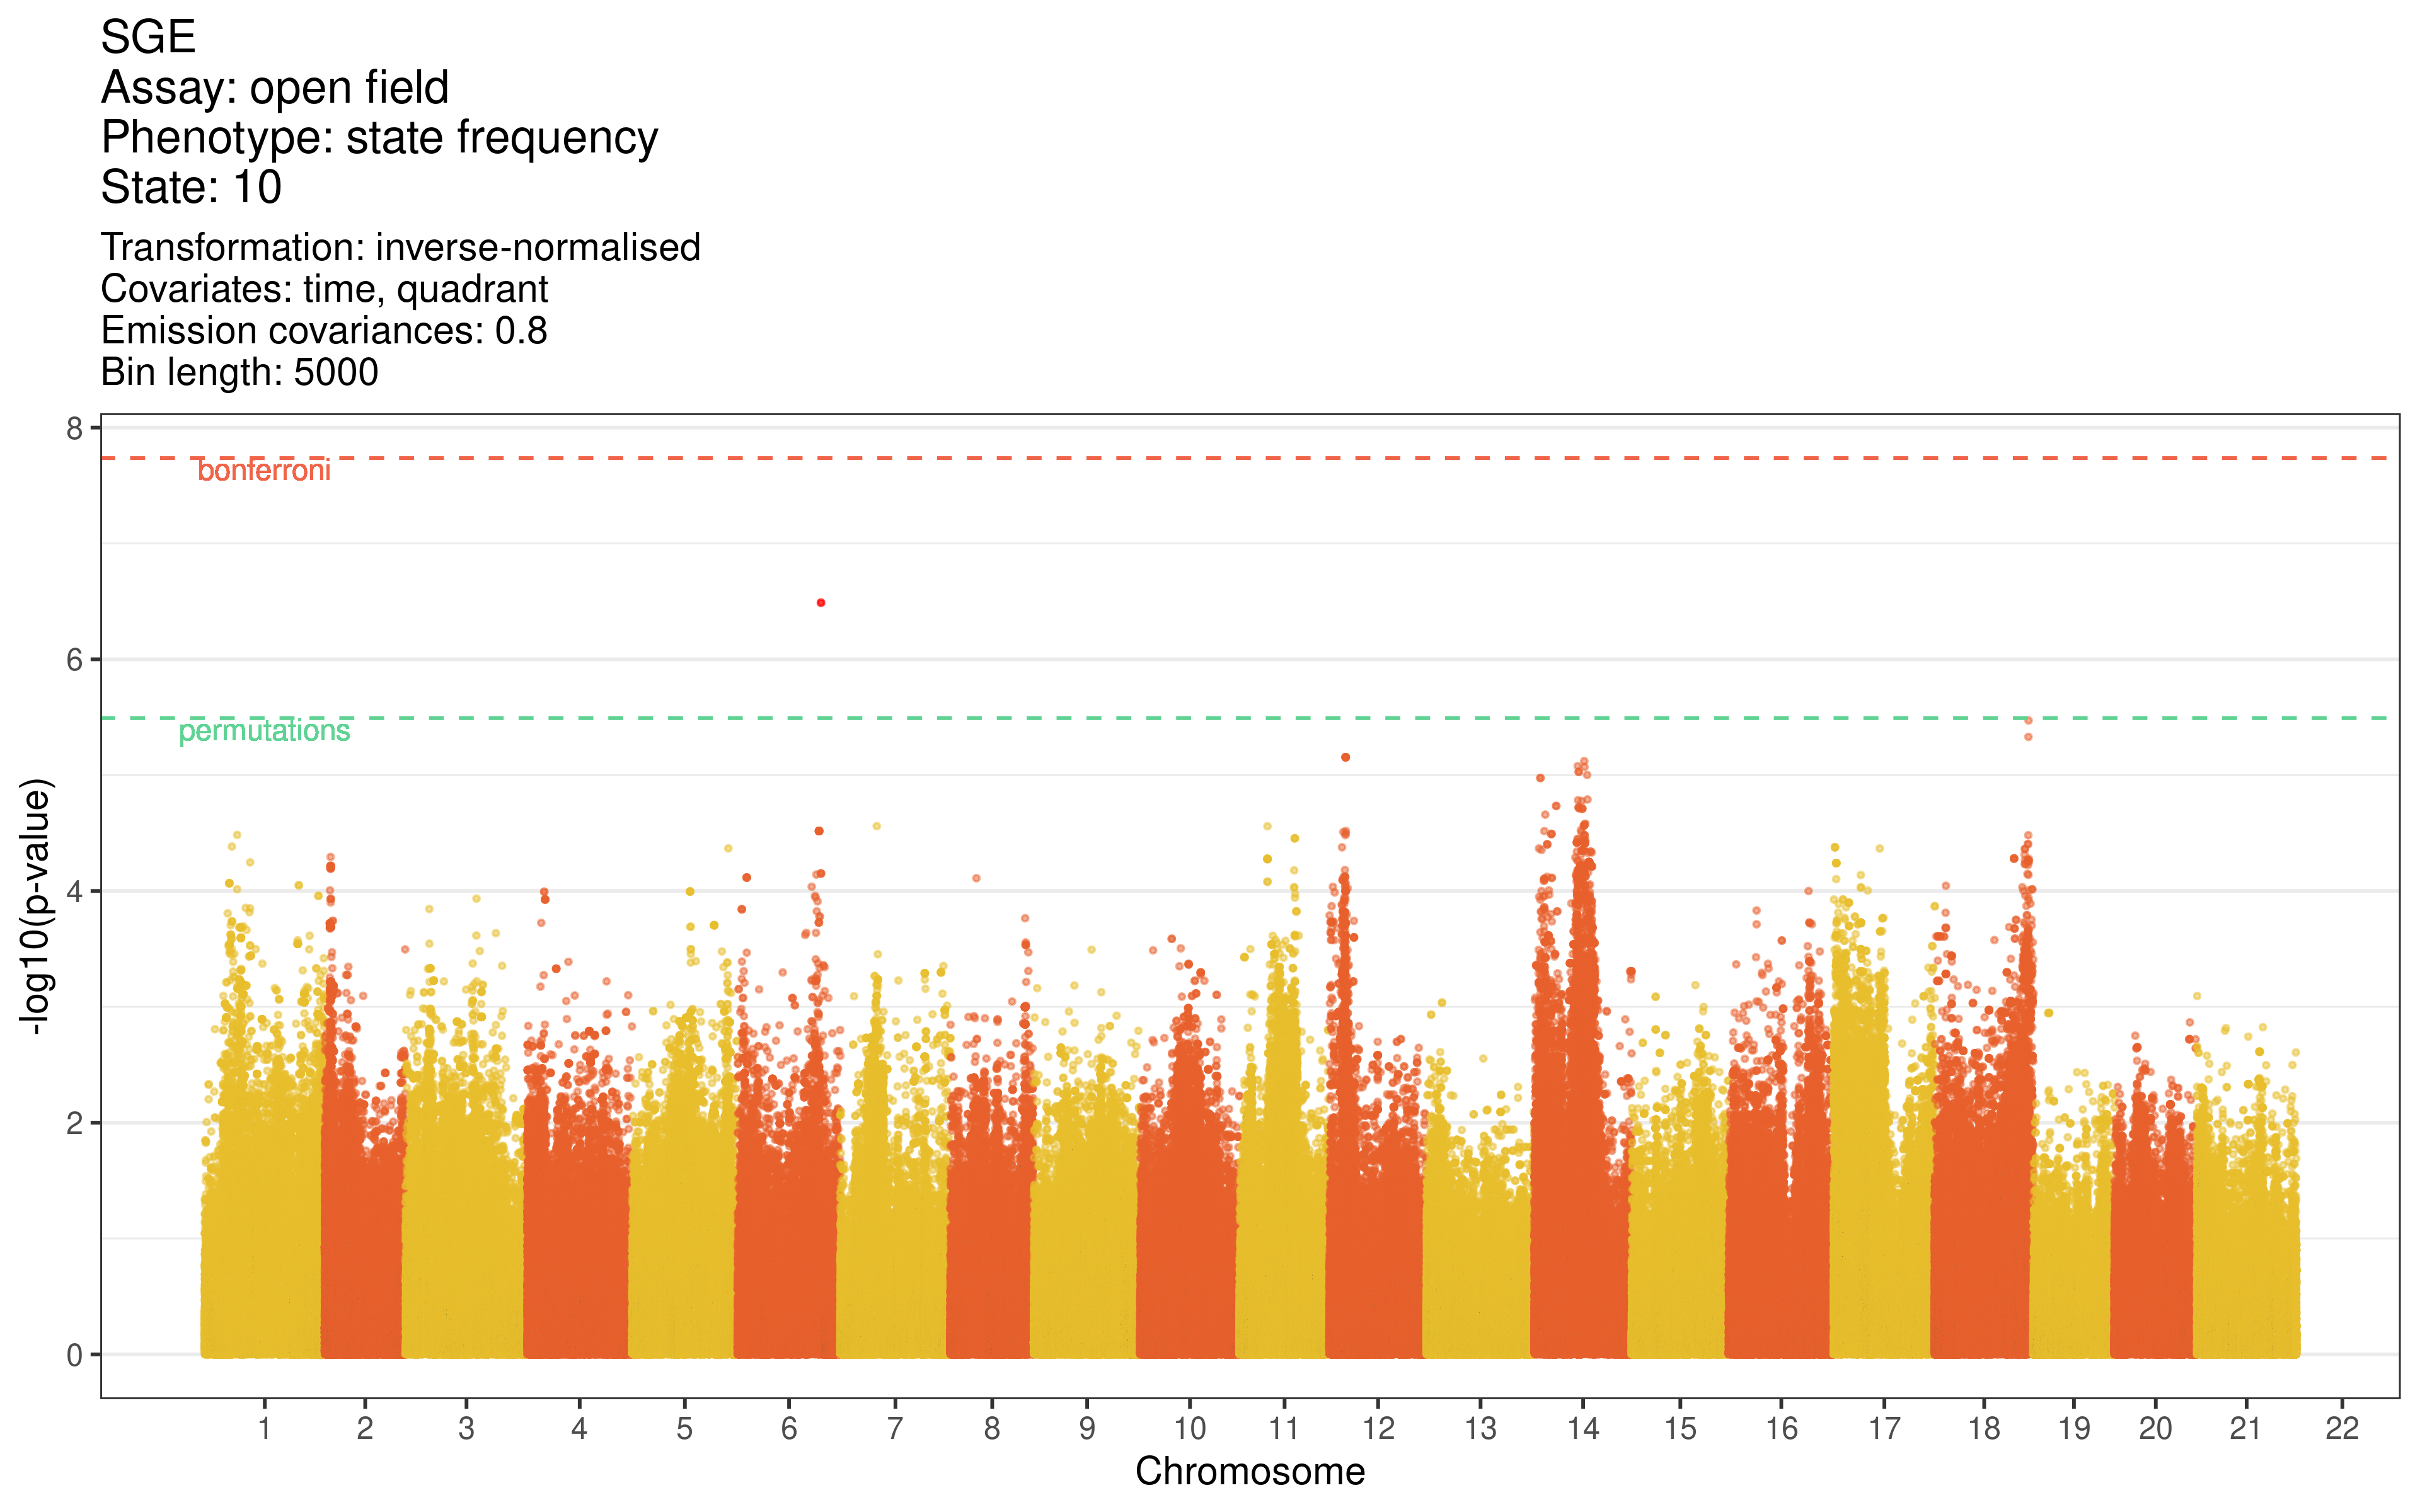 SGE
Assay: open field
Phenotype: state frequency
State: 10
Transformation: inverse-normalised
Covariates: time, quadrant
Emission covariances: 0.8
Bin length: 5000
8
bonferroni
6
permutations
4
2
0
-log10(p-value)
1 2 3 4 5 6 7 8 9 10 11 12 13 14 15 16 17 18 19 20 21 22
Chromosome